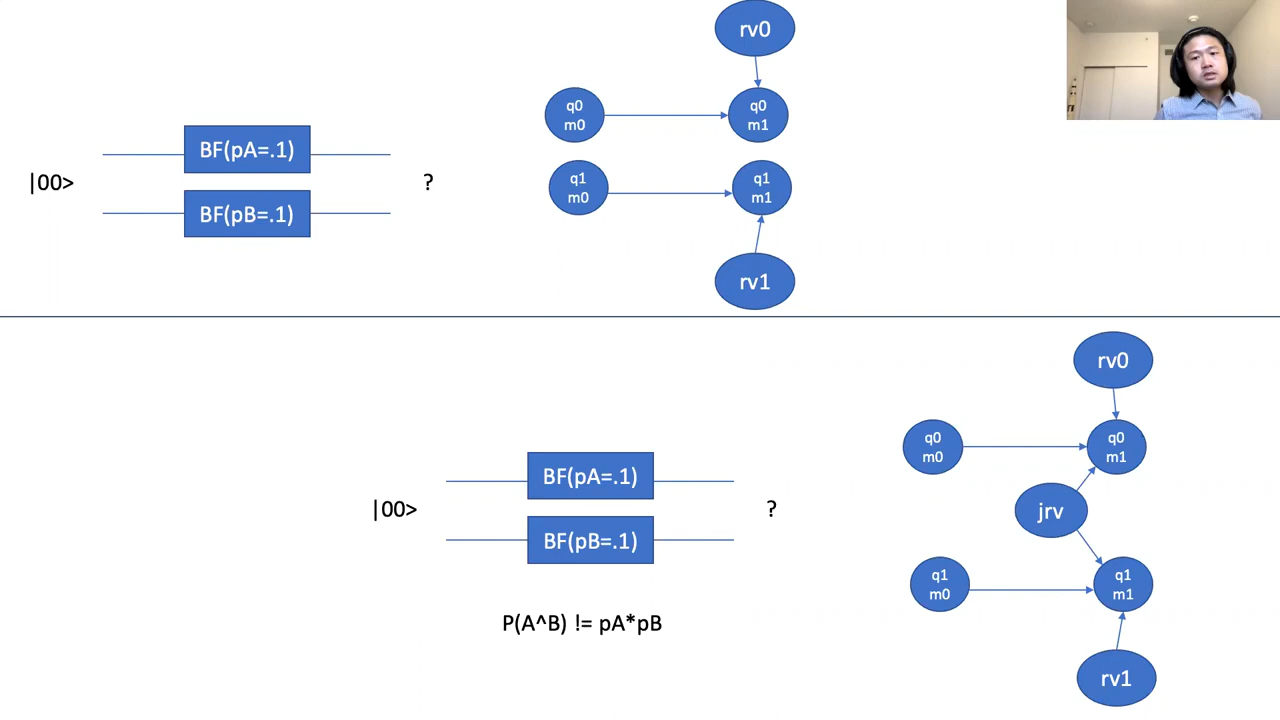 rv0
q0
m0
q0
m1
BF(pA=.1)
|00>
?
BF(pB=.1)
q1
m0
q1
m1
rv1
rv0
q0
m0
q0
m1
BF(pA=.1)
|00>
?
BF(pB=.1)
jrv
q1
m0
q1
m1
P(A^B) != pA*pB
rv1